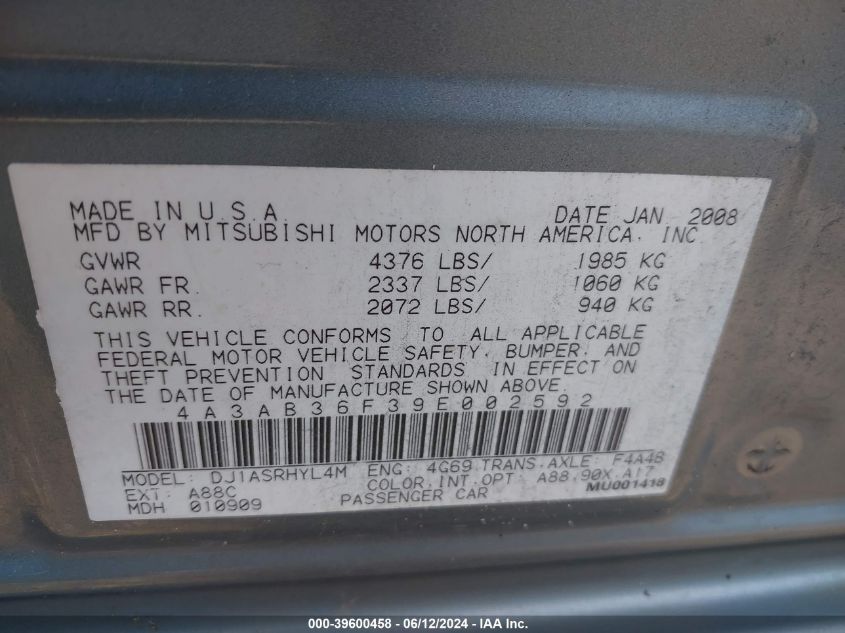 MADE IN U.S.A. DATE JAN 2008
MFD BY MITSUBISHI MOTORS NORTH AMERICA. INC
GVWR 4376 LBS/ 1985 KG
GAWR FR. 2337 LBS/ 1060 KG
GAWR RR. 2072 LBS/ 940 KG
THIS VEHICLE CONFORMS TO ALL APPLICABLE
FEDERAL MOTOR VEHICLE SAFETY, BUMPER, AND
THEFT PREVENTION STANDARDS IN EFFECT ON
THE DATE OF MANUFACTURE SHOWN ABOVE.
4A3AB36F39E002592
MODEL: DJ1ASRHYL4M ENG: 4G69 TRANS.AXLE: F4A4B
EXT: A88C COLOR.INT.OPT: A88.90X.A17
MDH 010909 PASSENGER CAR MU001418
000-39600458 - 06/12/2024 - IAA Inc.